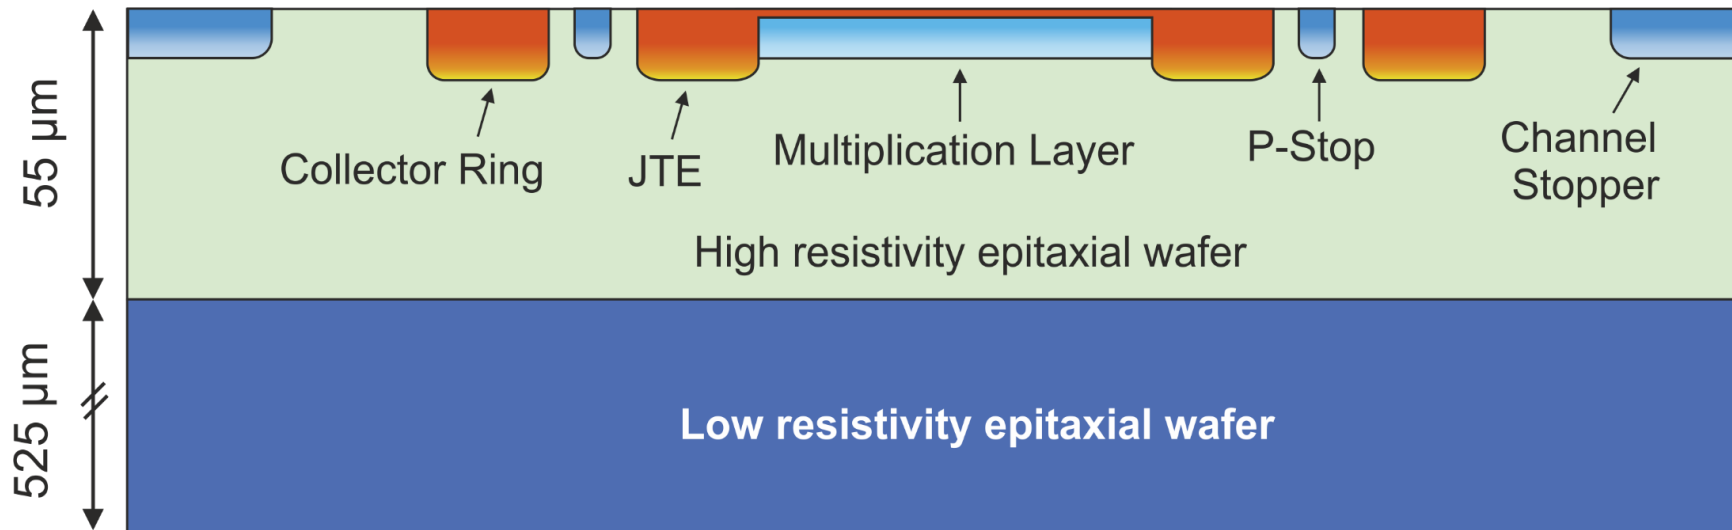 55 µm
Collector Ring
JTE
Multiplication Layer
P-Stop
Channel
Stopper
High resistivity epitaxial wafer
525 µm
Low resistivity epitaxial wafer